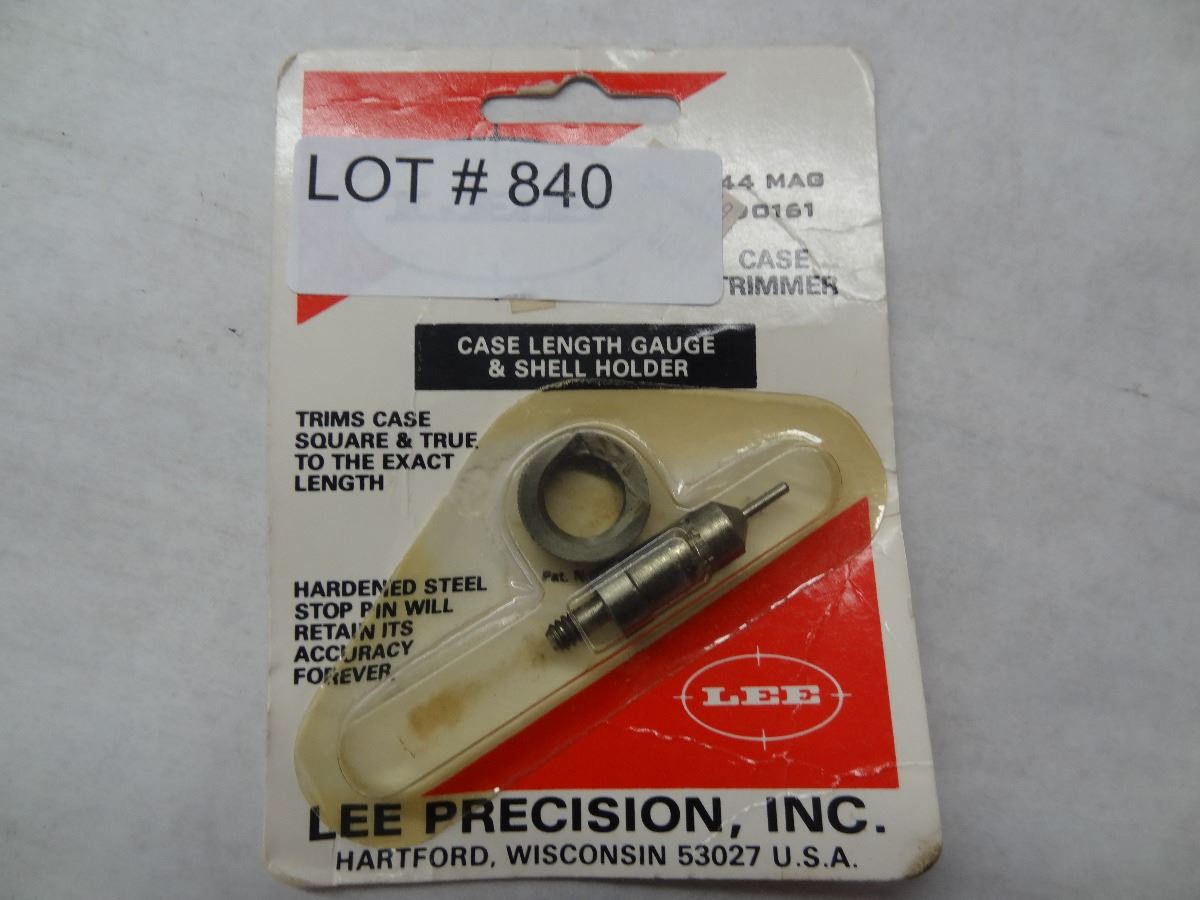 LOT # 840
44 MAG
CASE
TRIMMER
CASE LENGTH GAUGE
& SHELL HOLDER
TRIMS CASE
SQUARE & TRUE
TO THE EXACT
LENGTH
Pat.
HARDENED STEEL
STOP PIN WILL
RETAIN ITS
ACCURACY
FOREVER.
LEE
LEE PRECISION, INC.
HARTFORD, WISCONSIN 53027 U.S.A.